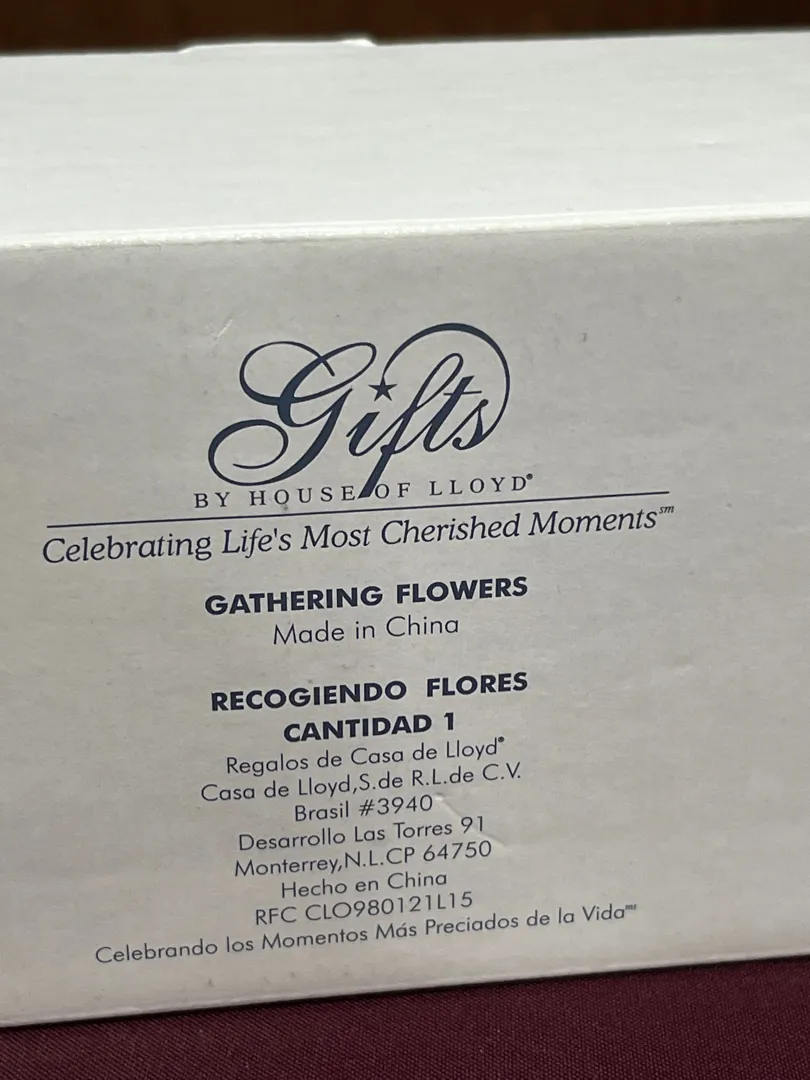 Gifts
BY HOUSE OF LLOYD®
Celebrating Life's Most Cherished Moments℠
GATHERING FLOWERS
Made in China
RECOGIENDO FLORES
CANTIDAD 1
Regalos de Casa de Lloyd®
Casa de Lloyd,S.de R.L.de C.V.
Brasil #3940
Desarrollo Las Torres 91
Monterrey,N.L.CP 64750
Hecho en China
RFC CLO980121L15
Celebrando los Momentos Más Preciados de la Vida